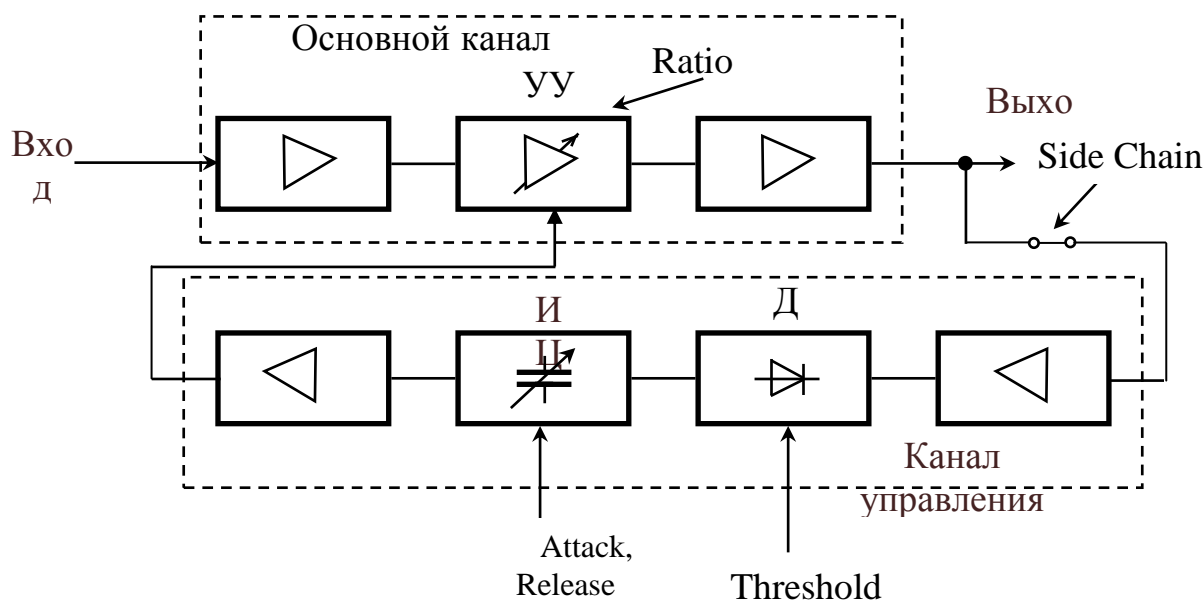 Основной канал
УУ
Ratio
Выхо
Вхо
д
Side Chain
И
Ц
Д
Канал
управления
Attack,
Release
Threshold